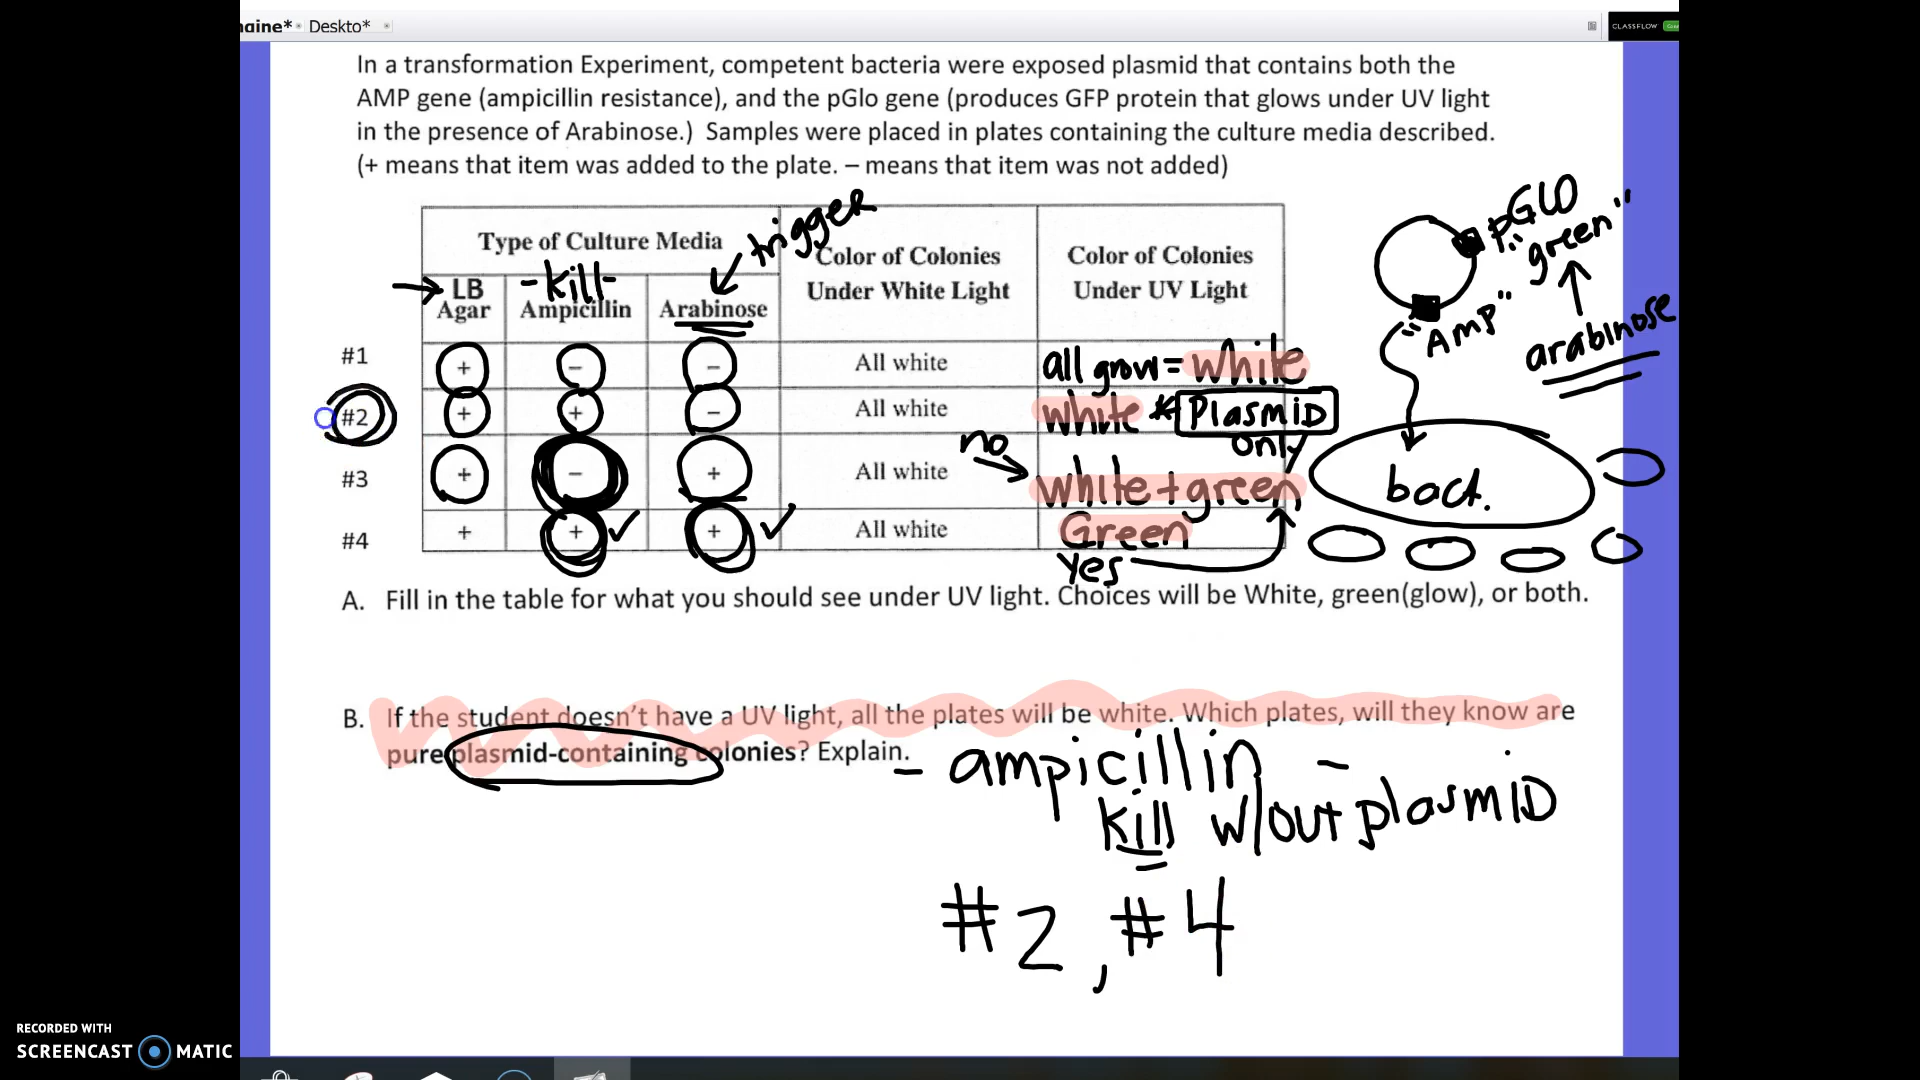 naine* Deskto*
CLASSFLOW
In a transformation Experiment, competent bacteria were exposed plasmid that contains both the
AMP gene (ampicillin resistance), and the pGlo gene (produces GFP protein that glows under UV light
in the presence of Arabinose.) Samples were placed in plates containing the culture media described.
(+ means that item was added to the plate. – means that item was not added)
trigger
pGLO
"green"
Type of Culture Media
Color of Colonies
Under White Light
Color of Colonies
Under UV Light
-kill-
LB
Agar
Ampicillin
Arabinose
"Amp"
arabinose
#1 + – – All white all grow = white
#2 + + – All white white * Plasmid
only
no
#3 + – + All white white + green
bact.
#4 + + + All white Green
Yes
A. Fill in the table for what you should see under UV light. Choices will be White, green(glow), or both.
B. If the student doesn't have a UV light, all the plates will be white. Which plates, will they know are
pure plasmid-containing colonies? Explain.
- ampicillin -
kill w/out plasmid
#2, #4
RECORDED WITH
SCREENCAST MATIC